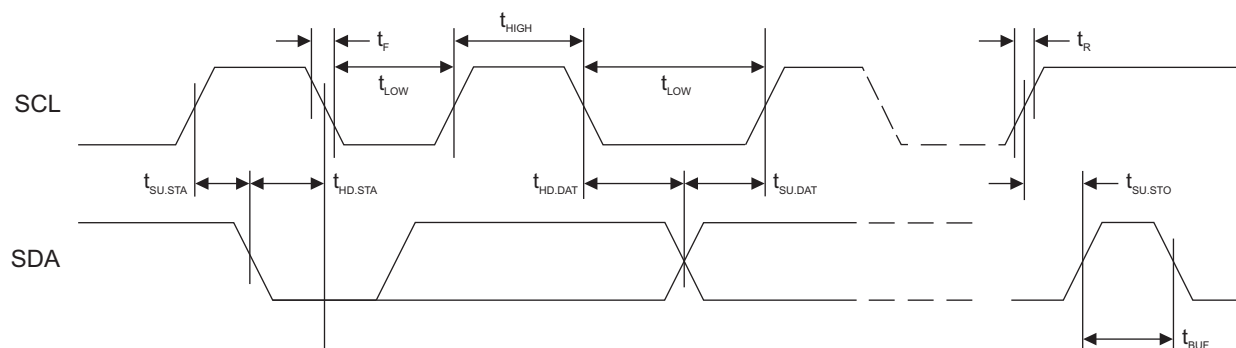 tHIGH
tF
tR
tLOW
tLOW
SCL
tSU.STA
tHD.STA
tHD.DAT
tSU.DAT
tSU.STO
SDA
tBUF